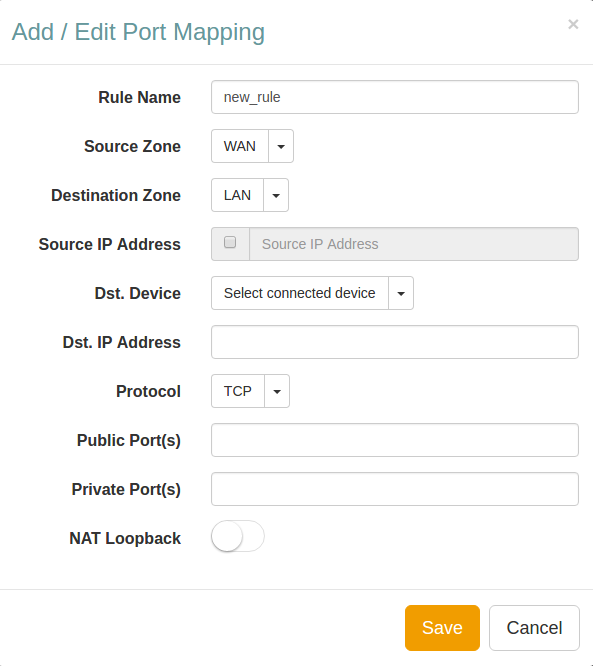 Add / Edit Port Mapping ×
Rule Name new_rule
Source Zone WAN
Destination Zone LAN
Source IP Address Source IP Address
Dst. Device Select connected device
Dst. IP Address
Protocol TCP
Public Port(s)
Private Port(s)
NAT Loopback
Save Cancel